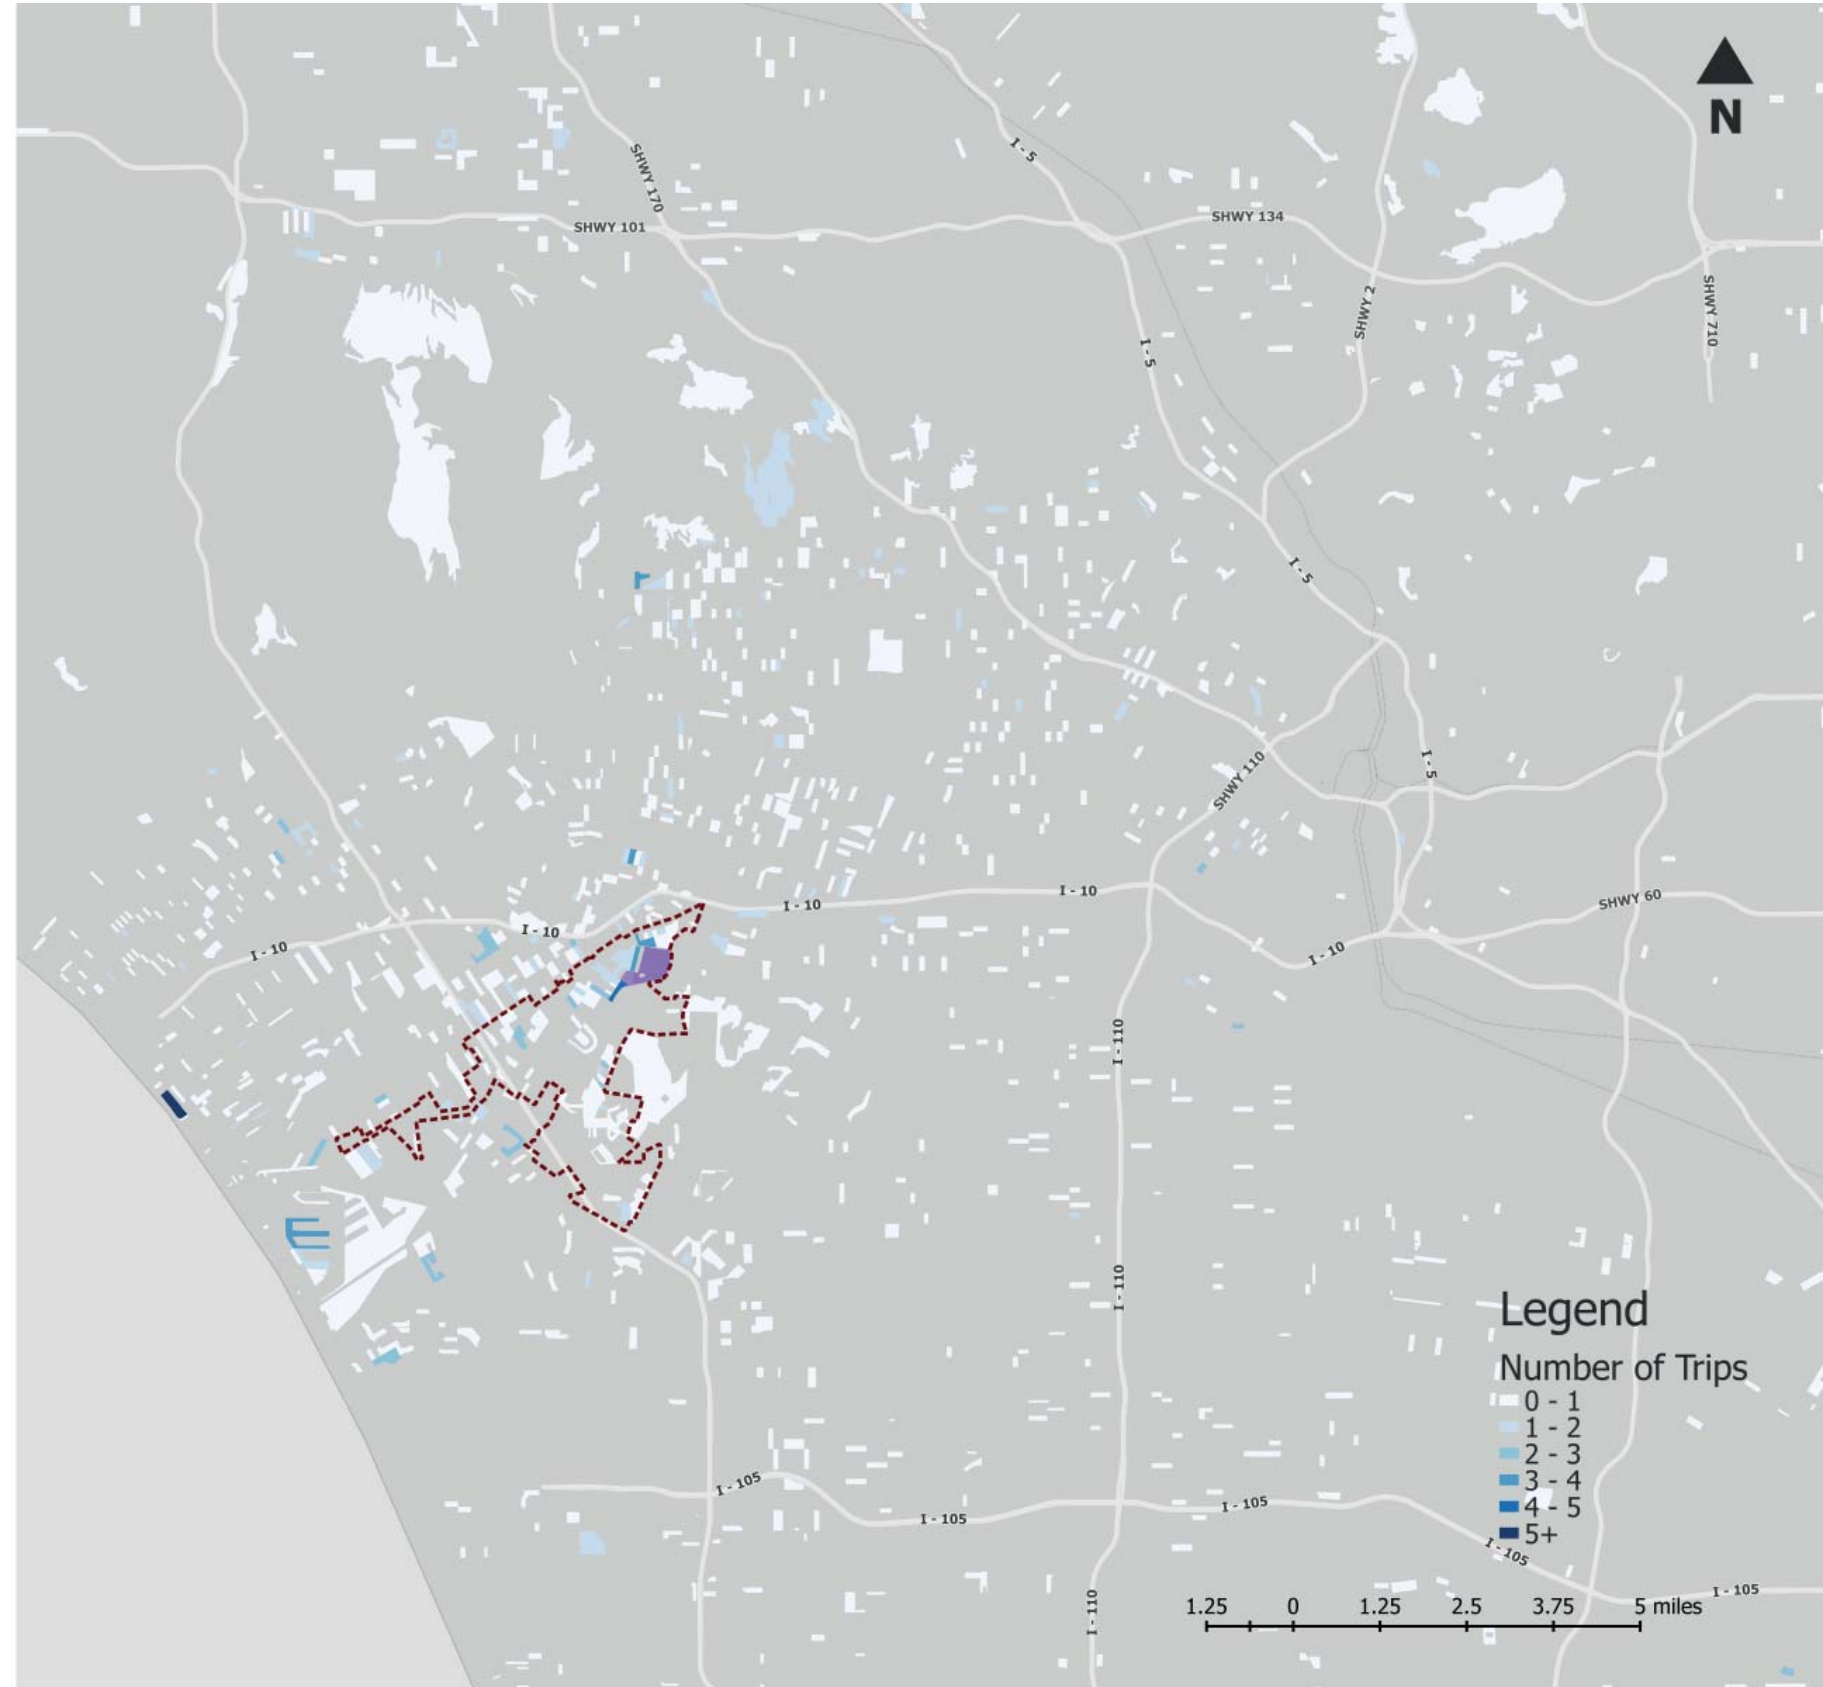 N
I - 5
SHWY 170
SHWY 101
SHWY 134
SHWY 2
SHWY 710
I - 5
I - 5
I - 5
SHWY 110
I - 10
I - 10
I - 10
I - 10
SHWY 60
I - 10
I - 110
I - 110
Legend
Number of Trips
0 - 1
1 - 2
2 - 3
3 - 4
4 - 5
5+
I - 105
I - 105
I - 105
I - 105
I - 105
I - 110
1.25 0 1.25 2.5 3.75 5 miles